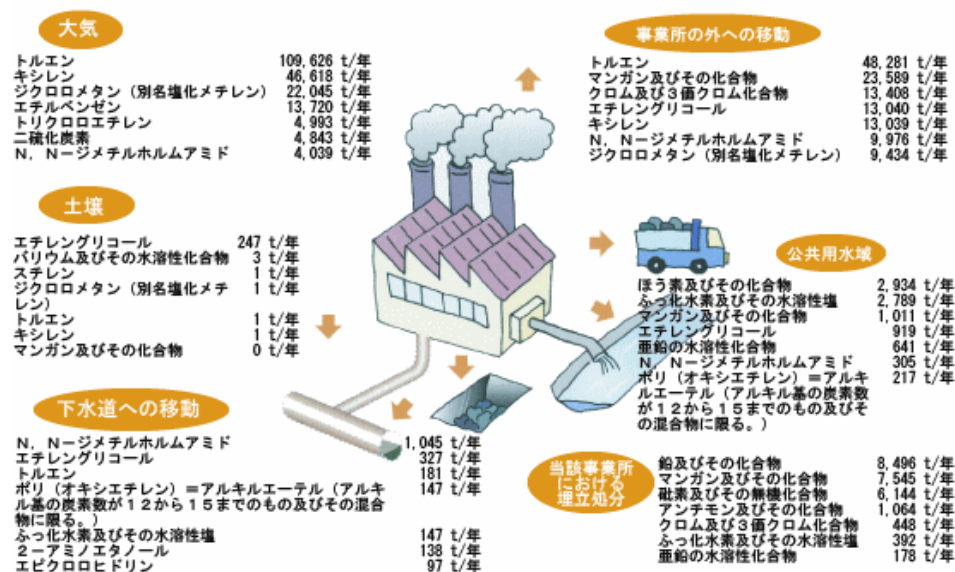 大気
トルエン 109,626 t/年
キシレン 46,618 t/年
ジクロロメタン（別名塩化メチレン） 22,045 t/年
エチルベンゼン 13,720 t/年
トリクロロエチレン 4,993 t/年
二硫化炭素 4,843 t/年
N，N－ジメチルホルムアミド 4,039 t/年
事業所の外への移動
トルエン 48,281 t/年
マンガン及びその化合物 23,589 t/年
クロム及び３価クロム化合物 13,408 t/年
エチレングリコール 13,040 t/年
キシレン 13,039 t/年
N，N－ジメチルホルムアミド 9,976 t/年
ジクロロメタン（別名塩化メチレン） 9,434 t/年
土壌
エチレングリコール 247 t/年
バリウム及びその水溶性化合物 3 t/年
スチレン 1 t/年
ジクロロメタン（別名塩化メチ 1 t/年
レン）
トルエン 1 t/年
キシレン 1 t/年
マンガン及びその化合物 0 t/年
公共用水域
ほう素及びその化合物 2,934 t/年
ふっ化水素及びその水溶性塩 2,789 t/年
マンガン及びその化合物 1,011 t/年
エチレングリコール 919 t/年
亜鉛の水溶性化合物 641 t/年
N，N－ジメチルホルムアミド 305 t/年
ポリ（オキシエチレン）＝アルキ 217 t/年
ルエーテル（アルキル基の炭素数
が１２から１５までのもの及びそ
の混合物に限る。）
下水道への移動
N，N－ジメチルホルムアミド 1,045 t/年
エチレングリコール 327 t/年
トルエン 181 t/年
ポリ（オキシエチレン）＝アルキルエーテル（アルキ 147 t/年
ル基の炭素数が１２から１５までのもの及びその混合
物に限る。）
ふっ化水素及びその水溶性塩 147 t/年
２－アミノエタノール 138 t/年
エピクロロヒドリン 97 t/年
当該事業所
における
埋立処分
鉛及びその化合物 8,496 t/年
マンガン及びその化合物 7,545 t/年
砒素及びその無機化合物 6,144 t/年
アンチモン及びその化合物 1,064 t/年
クロム及び３価クロム化合物 448 t/年
ふっ化水素及びその水溶性塩 392 t/年
亜鉛の水溶性化合物 178 t/年